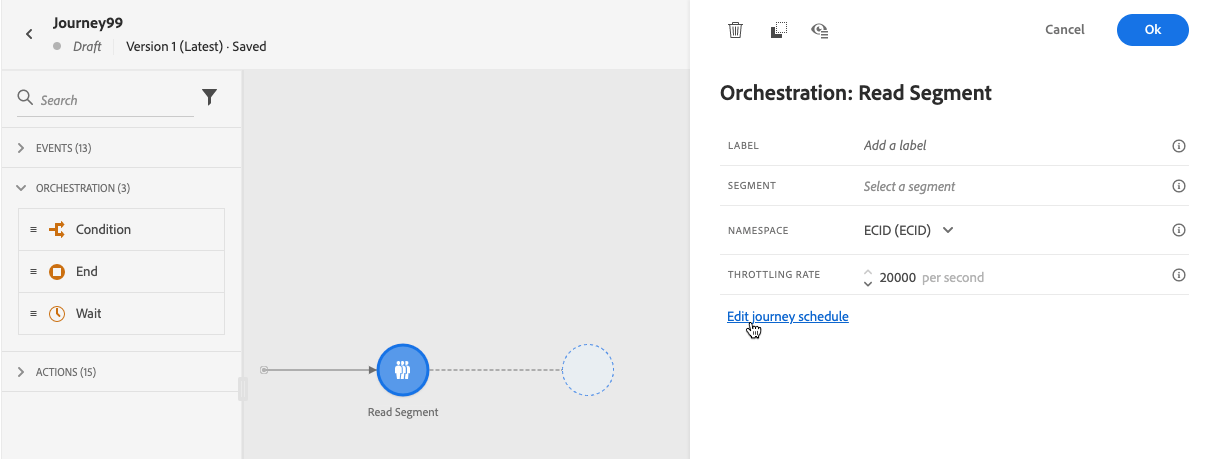 Journey99
Draft Version 1 (Latest) · Saved
Search
EVENTS (13)
ORCHESTRATION (3)
Condition
End
Wait
ACTIONS (15)
Read Segment
Cancel Ok
Orchestration: Read Segment
LABEL Add a label
SEGMENT Select a segment
NAMESPACE ECID (ECID)
THROTTLING RATE 20000 per second
Edit journey schedule